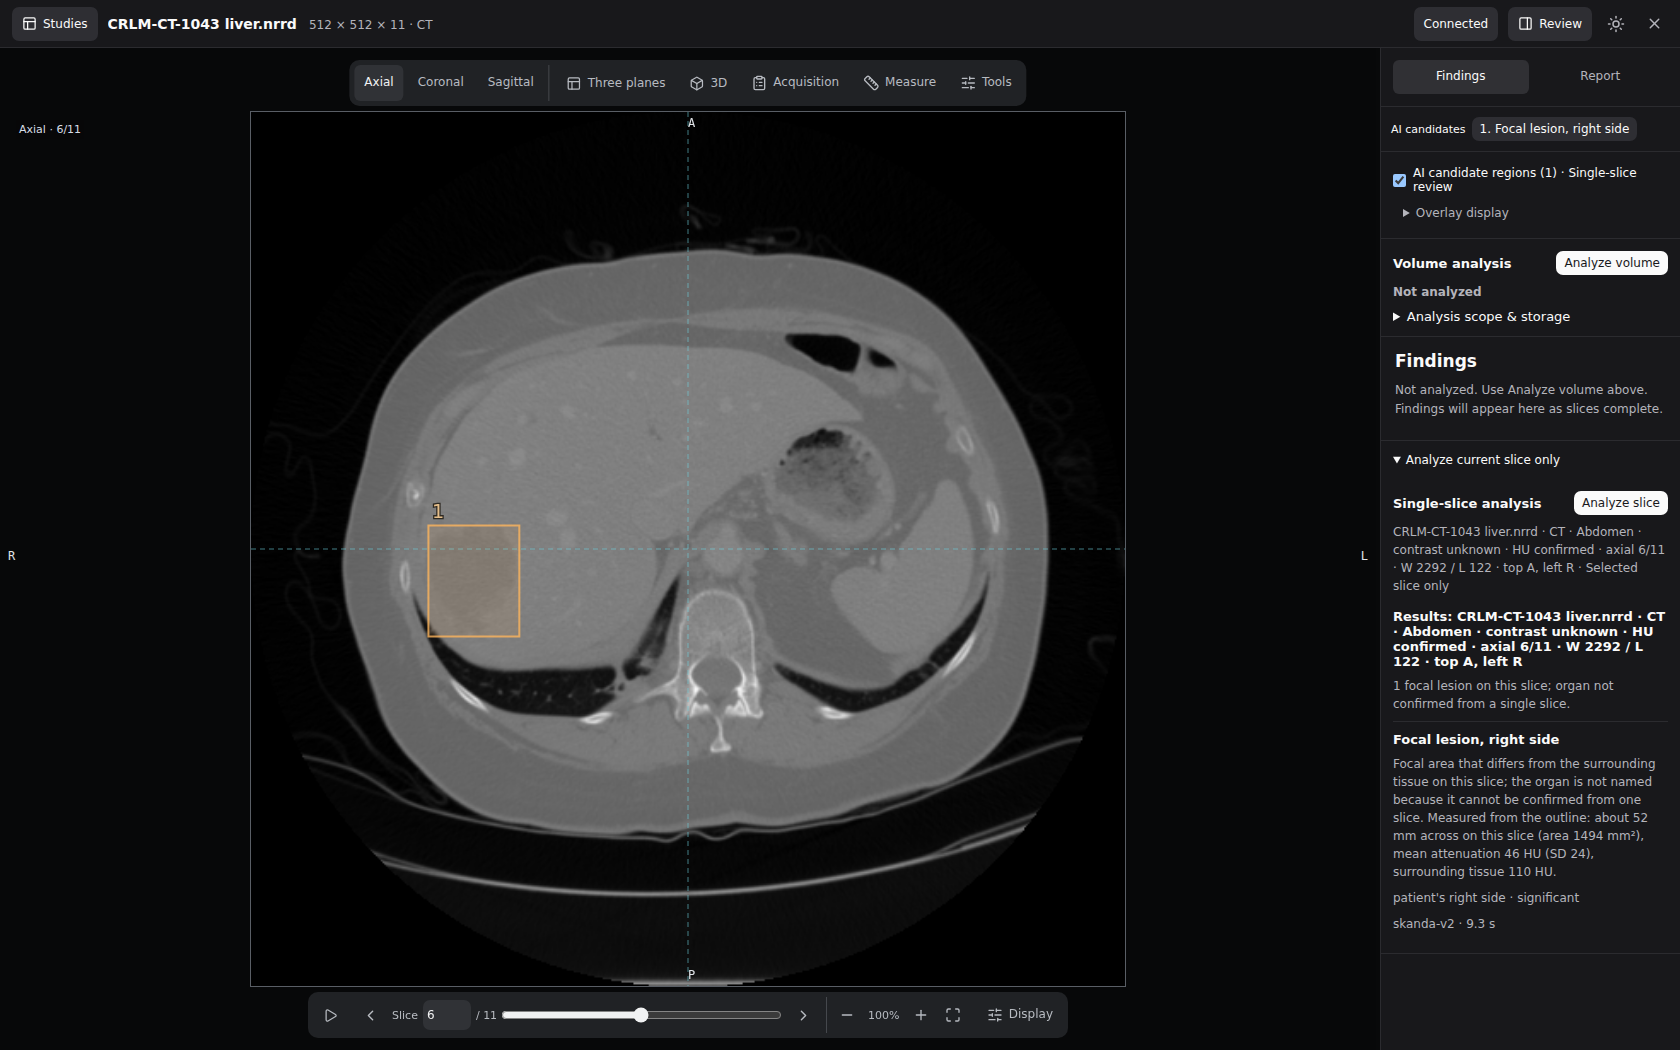 Studies
CRLM-CT-1043 liver.nrrd
512 × 512 × 11 · CT
Connected
Review
Axial
Coronal
Sagittal
Three planes
3D
Acquisition
Measure
Tools
Axial · 6/11
A
R
L
P
1
Slice
6
/ 11
100%
Display
Findings
Report
AI candidates
1. Focal lesion, right side
AI candidate regions (1) · Single-slice
review
Overlay display
Volume analysis
Analyze volume
Not analyzed
Analysis scope & storage
Findings
Not analyzed. Use Analyze volume above.
Findings will appear here as slices complete.
Analyze current slice only
Single-slice analysis
Analyze slice
CRLM-CT-1043 liver.nrrd · CT · Abdomen ·
contrast unknown · HU confirmed · axial 6/11
· W 2292 / L 122 · top A, left R · Selected
slice only
Results: CRLM-CT-1043 liver.nrrd · CT
· Abdomen · contrast unknown · HU
confirmed · axial 6/11 · W 2292 / L
122 · top A, left R
1 focal lesion on this slice; organ not
confirmed from a single slice.
Focal lesion, right side
Focal area that differs from the surrounding
tissue on this slice; the organ is not named
because it cannot be confirmed from one
slice. Measured from the outline: about 52
mm across on this slice (area 1494 mm²),
mean attenuation 46 HU (SD 24),
surrounding tissue 110 HU.
patient's right side · significant
skanda-v2 · 9.3 s